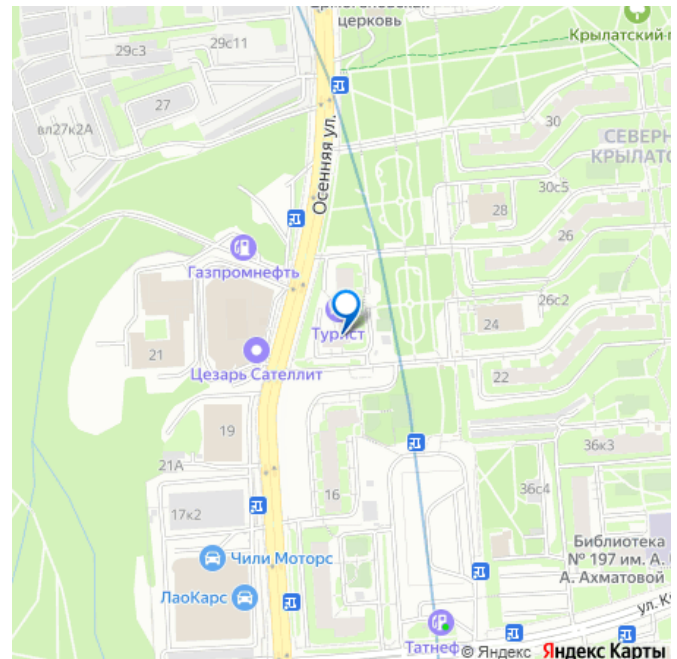 церковь
29с3
29с11
Крылатский
27
вл27к2А
30
Осенняя ул.
СЕВЕРН
КРЫЛАТС
30с5
28
26
Газпромнефть
26с2
24
Турист
21
22
Цезарь Сателлит
19
36к3
21А
16
36с4
17к2
Библиотека
№ 197 им. А.
А. Ахматовой
Чили Моторс
ЛаоКарс
ул. К
Татнеф
© Яндекс Яндекс Карты